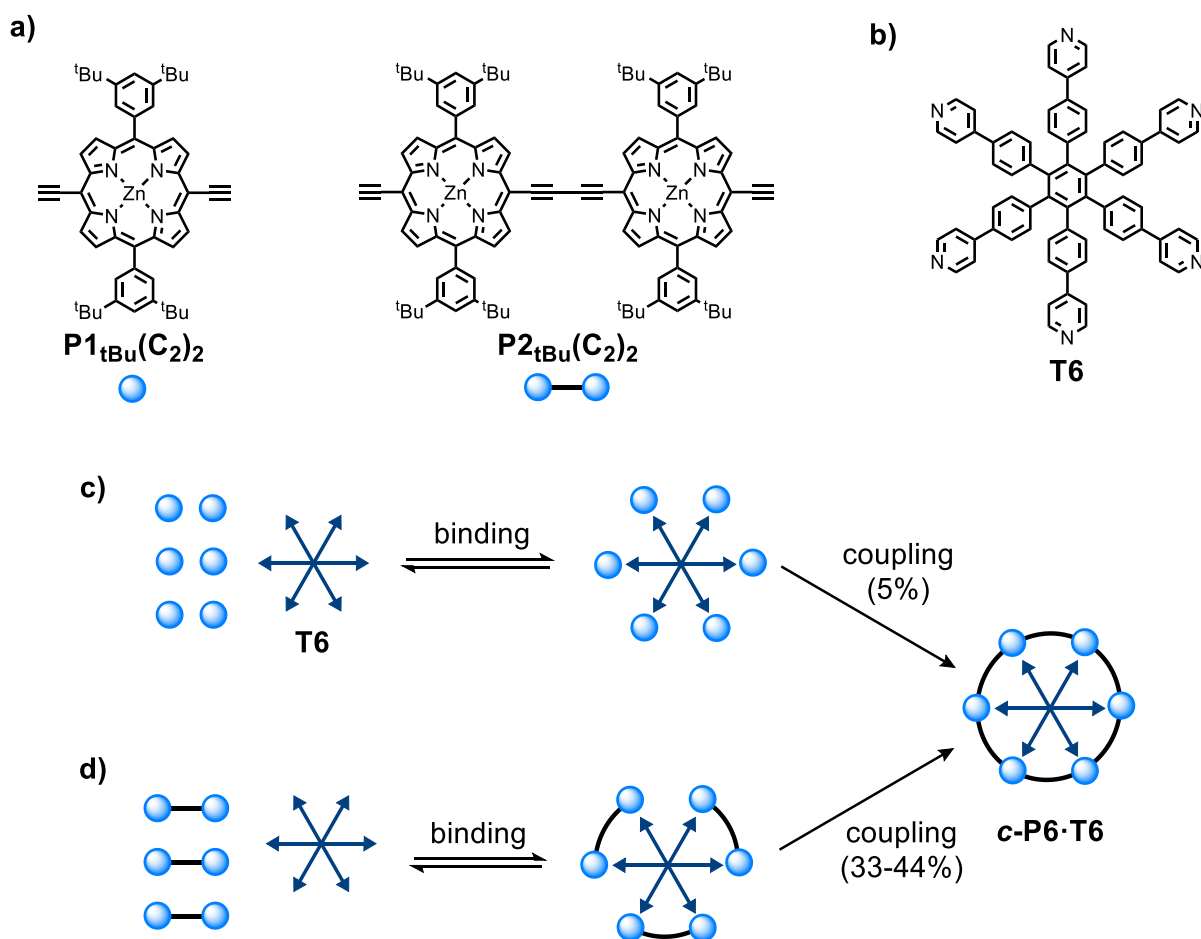 a)
b)
tBu tBu tBu tBu tBu tBu
N N N N Zn
N N N N Zn
N N N N Zn
tBu tBu tBu tBu tBu tBu
P1tBu(C2)2
P2tBu(C2)2
N
N N
N N
N
T6
c)
binding
coupling
(5%)
T6
d)
binding
coupling
(33-44%)
c-P6·T6